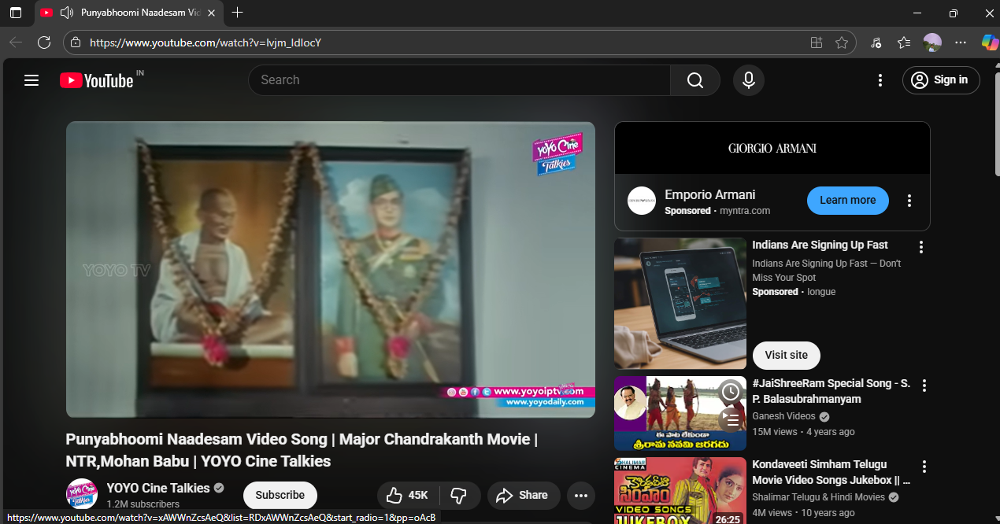 Punyabhoomi Naadesam Vid
https://www.youtube.com/watch?v=Ivjm_ldIocY
YouTube IN
Search
Sign in
YOYO Cine
Talkies
YOYO TV
www.yoyoiptv.com
www.yoyodaily.com
Punyabhoomi Naadesam Video Song | Major Chandrakanth Movie |
NTR,Mohan Babu | YOYO Cine Talkies
YOYO Cine Talkies
1.2M subscribers
Subscribe
45K
Share
GIORGIO ARMANI
Emporio Armani
Sponsored · myntra.com
Learn more
Indians Are Signing Up Fast
Indians Are Signing Up Fast — Don't
Miss Your Spot
Sponsored · longue
Visit site
ఈ పాట లేకుండా
శ్రీరామ నవమి జరగదు
#JaiShreeRam Special Song - S.
P. Balasubrahmanyam
Ganesh Videos
15M views · 4 years ago
SHALIMAR
CINEMA
కొండవీటి
సింహం
VIDEO SONGS
JUKEBOX
26:25
Kondaveeti Simham Telugu
Movie Video Songs Jukebox || ...
Shalimar Telugu & Hindi Movies
4M views · 10 years ago
https://www.youtube.com/watch?v=xAWWnZcsAeQ&list=RDxAWWnZcsAeQ&start_radio=1&pp=oAcB